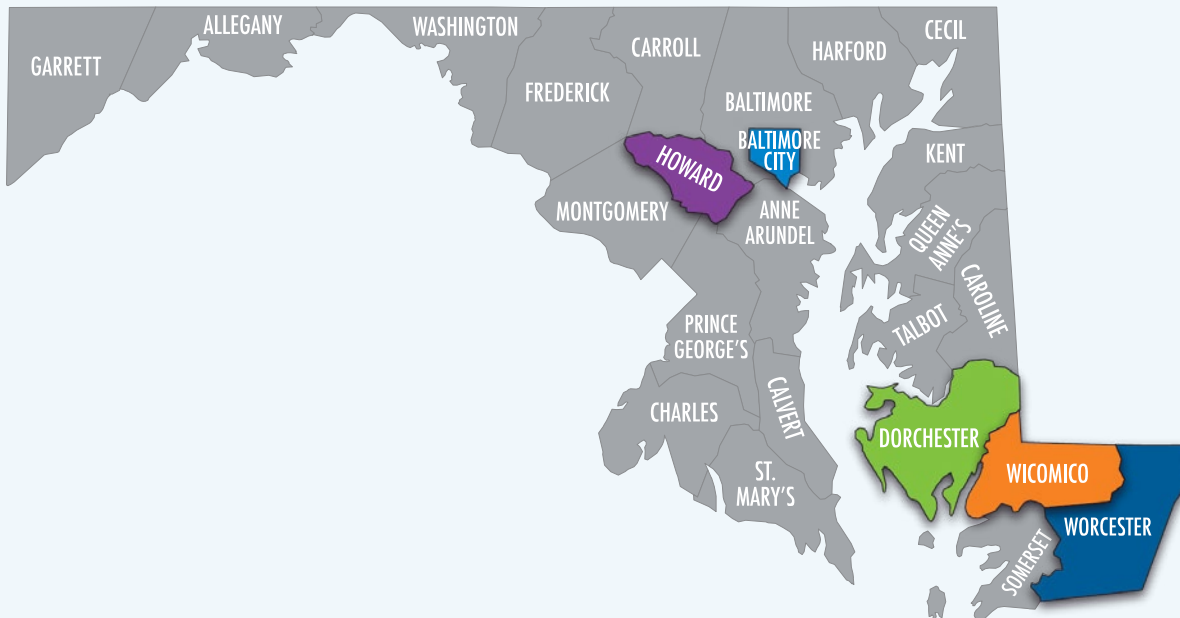 GARRETT
ALLEGANY
WASHINGTON
FREDERICK
CARROLL
BALTIMORE
BALTIMORE
CITY
HARFORD
CECIL
HOWARD
MONTGOMERY
ANNE
ARUNDEL
KENT
QUEEN
ANNE'S
CAROLINE
TALBOT
PRINCE
GEORGE'S
CHARLES
CALVERT
ST.
MARY'S
DORCHESTER
WICOMICO
WORCESTER
SOMERSET